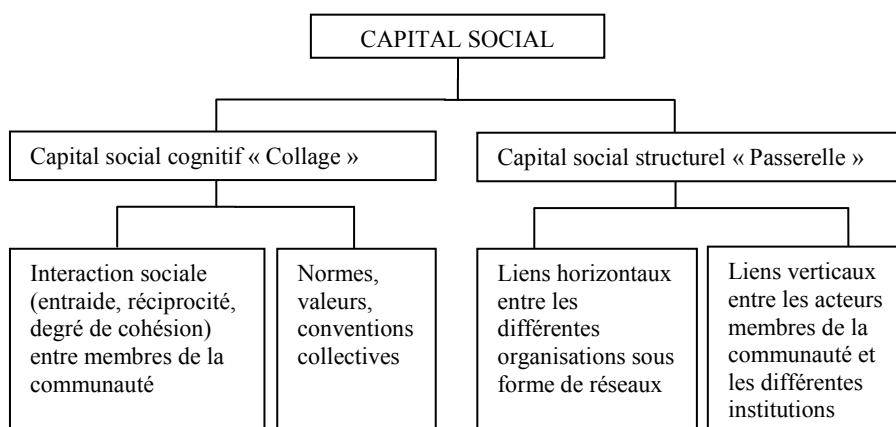 CAPITAL SOCIAL
Capital social cognitif « Collage »
Capital social structurel « Passerelle »
Interaction sociale
(entraide, réciprocité,
degré de cohésion)
entre membres de la
communauté
Normes,
valeurs,
conventions
collectives
Liens horizontaux
entre les
différentes
organisations sous
forme de réseaux
Liens verticaux
entre les acteurs
membres de la
communauté et
les différentes
institutions